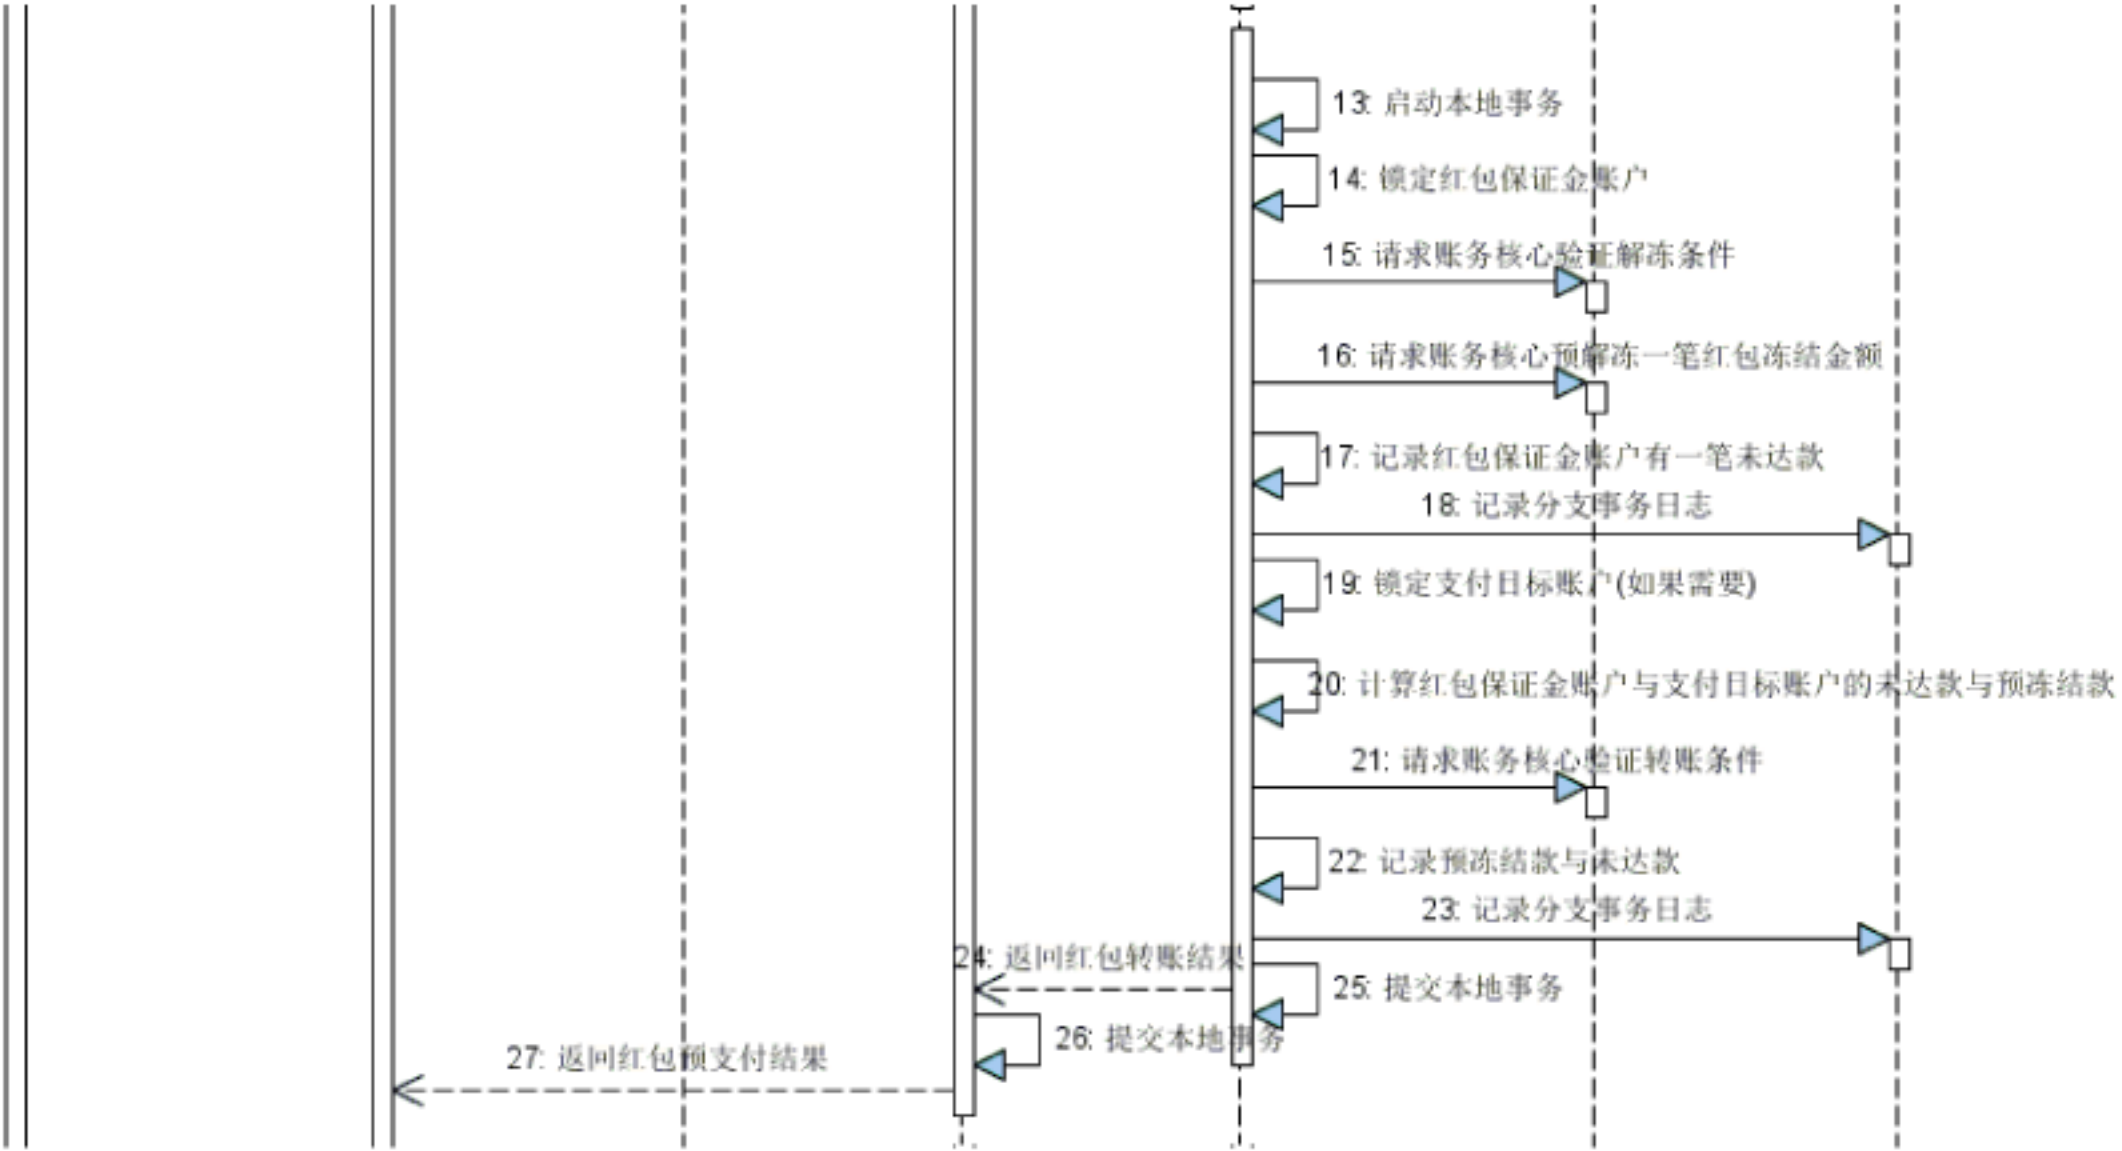 13: 启动本地事务
14: 锁定红包保证金账户
15: 请求账务核心验证解冻条件
16: 请求账务核心预解冻一笔红包冻结金额
17: 记录红包保证金账户有一笔未达款
18: 记录分支事务日志
19: 锁定支付目标账户(如果需要)
20: 计算红包保证金账户与支付目标账户的未达款与预冻结款
21: 请求账务核心验证转账条件
22: 记录预冻结款与未达款
23: 记录分支事务日志
24: 返回红包转账结果
25: 提交本地事务
26: 提交本地事务
27: 返回红包预支付结果